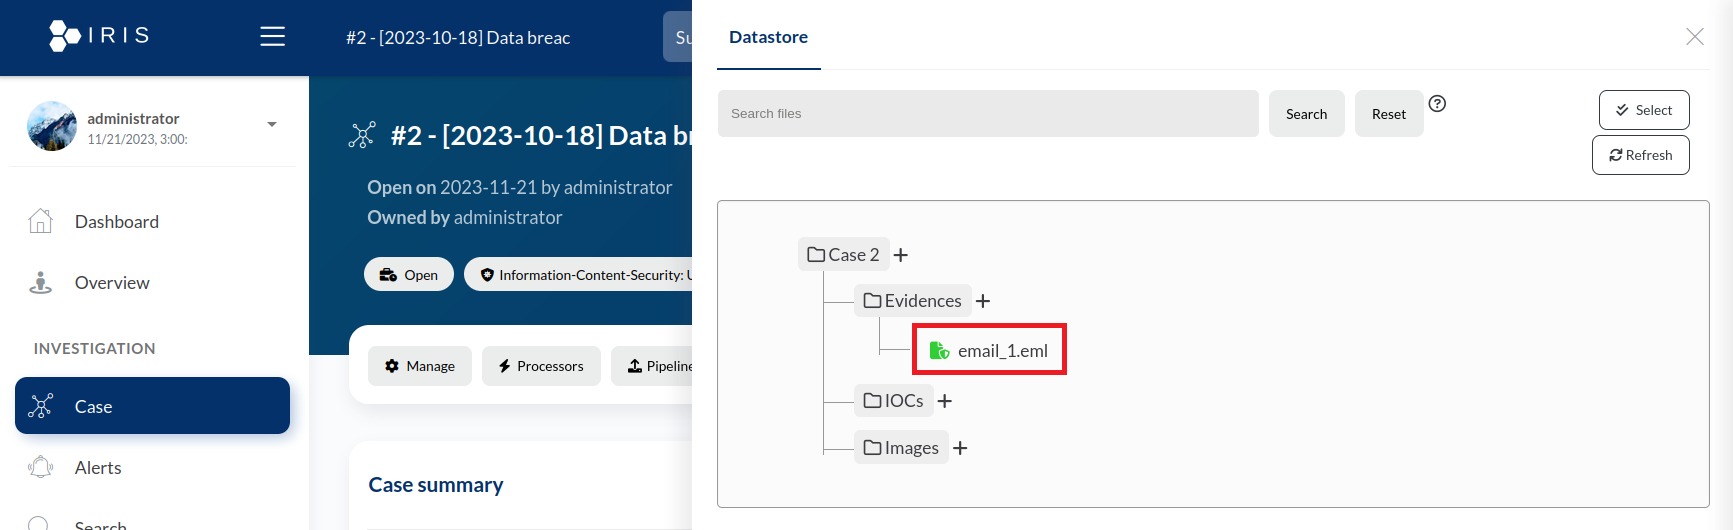 IRIS
#2 - [2023-10-18] Data breac
Su
administrator
11/21/2023, 3:00:
Dashboard
Overview
INVESTIGATION
Case
Alerts
Search
#2 - [2023-10-18] Data b
Open on 2023-11-21 by administrator
Owned by administrator
Open
Information-Content-Security: U
Manage
Processors
Pipeline
Case summary
Datastore
Search files
Search
Reset
Select
Refresh
Case 2
Evidences
email_1.eml
IOCs
Images